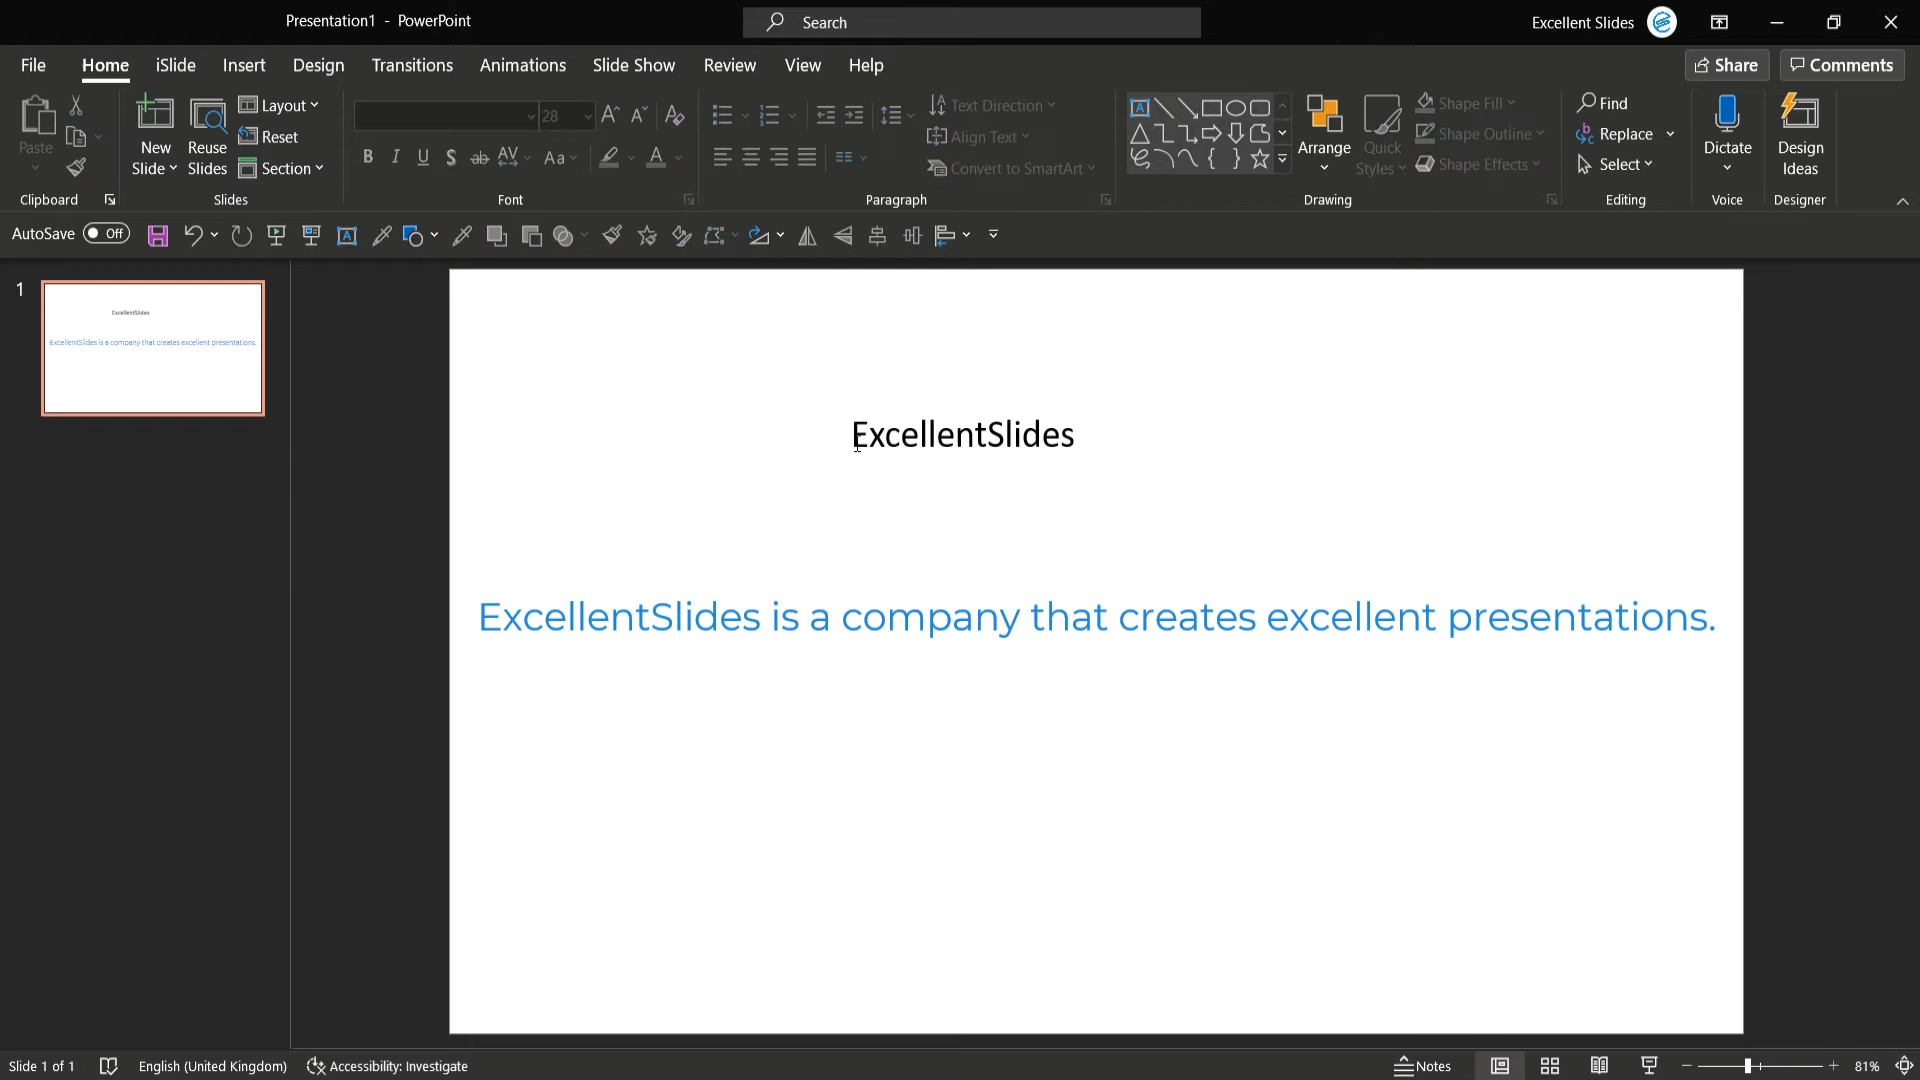 Presentation1 - PowerPoint
Search
Excellent Slides
File Home iSlide Insert Design Transitions Animations Slide Show Review View Help
Share Comments
Paste
New Slide
Reuse Slides
Layout
Reset
Section
28
B I U S ab AV Aa A
Text Direction
Align Text
Convert to SmartArt
Arrange
Quick Styles
Shape Fill
Shape Outline
Shape Effects
Find
Replace
Select
Dictate
Design Ideas
Clipboard Slides Font Paragraph Drawing Editing Voice Designer
AutoSave Off
1
ExcellentSlides
ExcellentSlides is a company that creates excellent presentations.
ExcellentSlides
ExcellentSlides is a company that creates excellent presentations.
Slide 1 of 1 English (United Kingdom) Accessibility: Investigate Notes 81%